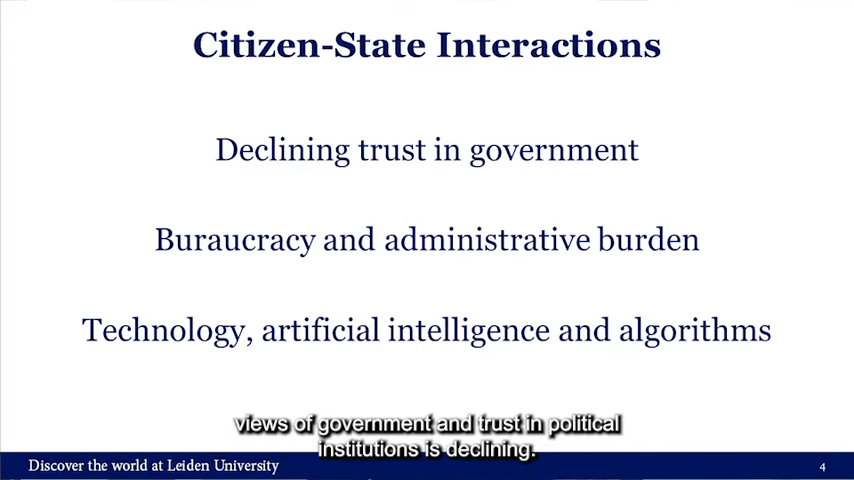 Citizen-State Interactions
Declining trust in government
Buraucracy and administrative burden
Technology, artificial intelligence and algorithms
views of government and trust in political
institutions is declining.
Discover the world at Leiden University
4